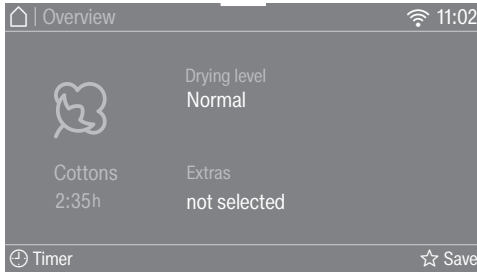 Overview
11:02
Drying level
Normal
Cottons
2:35h
Extras
not selected
Timer
Save